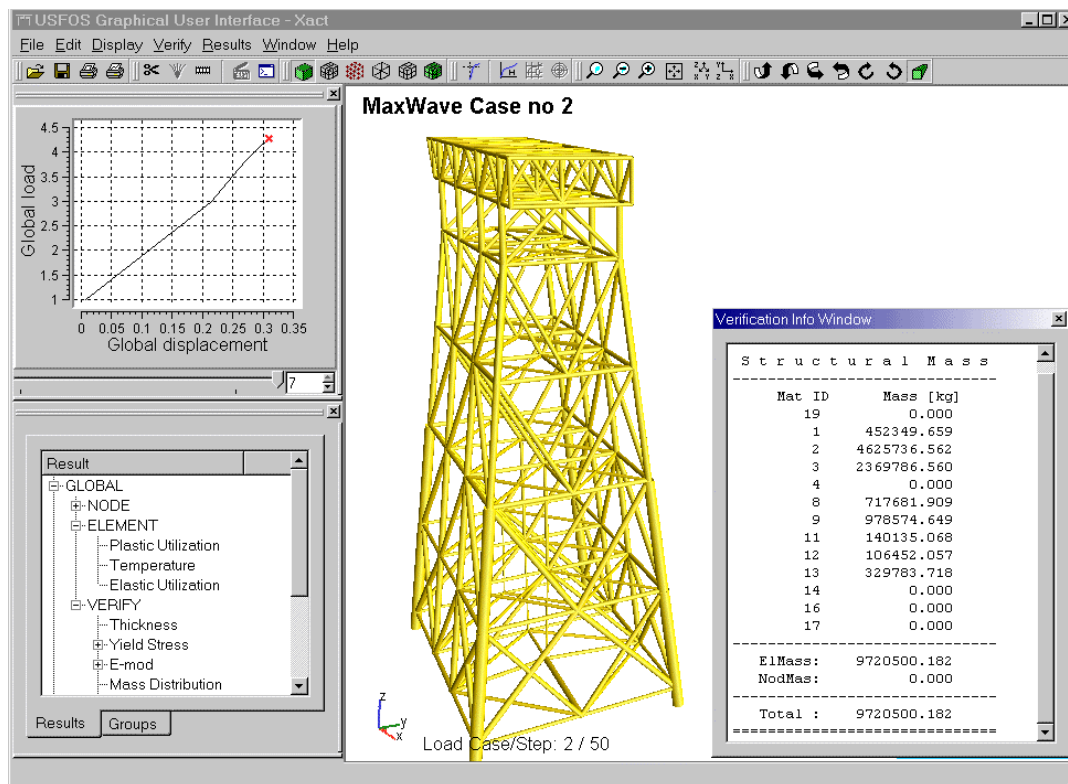 USFOS Graphical User Interface - Xact
File Edit Display Verify Results Window Help
MaxWave Case no 2
4.5
4
3.5
3
2.5
2
1.5
1
Global load
0 0.05 0.1 0.15 0.2 0.25 0.3 0.35
Global displacement
7
Result
GLOBAL
NODE
ELEMENT
Plastic Utilization
Temperature
Elastic Utilization
VERIFY
Thickness
Yield Stress
E-mod
Mass Distribution
Results Groups
z
y
x
Load Case/Step: 2 / 50
Verification Info Window
S t r u c t u r a l  M a s s
Mat ID Mass [kg]
19 0.000
1 452349.659
2 4625736.562
3 2369786.560
4 0.000
8 717681.909
9 978574.649
11 140135.068
12 106452.057
13 329783.718
14 0.000
16 0.000
17 0.000
ElMass: 9720500.182
NodMas: 0.000
Total : 9720500.182